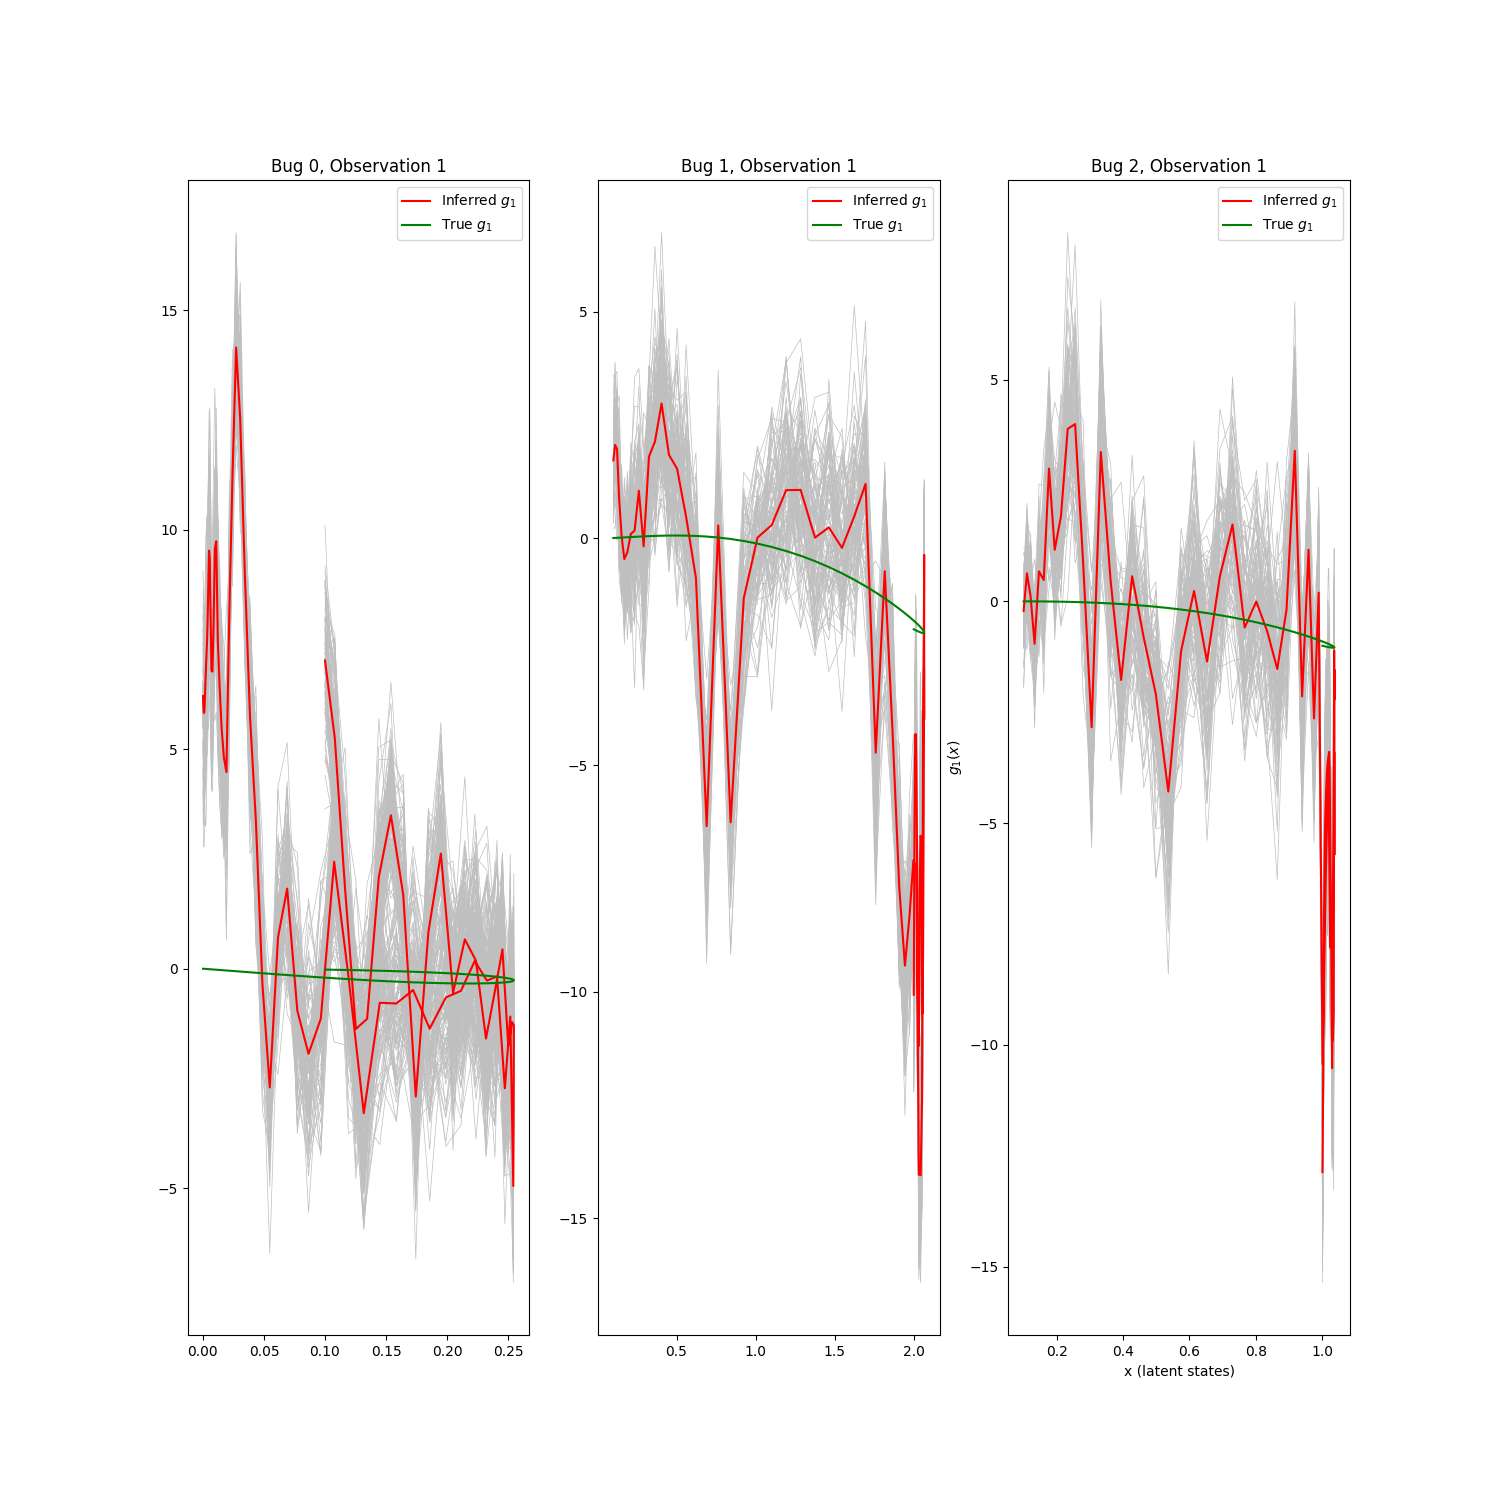 Bug 0, Observation 1
Inferred g₁
True g₁
15
10
5
0
−5
0.00 0.05 0.10 0.15 0.20 0.25
Bug 1, Observation 1
Inferred g₁
True g₁
5
0
−5
−10
−15
0.5 1.0 1.5 2.0
Bug 2, Observation 1
Inferred g₁
True g₁
g₁(x)
5
0
−5
−10
−15
0.2 0.4 0.6 0.8 1.0
x (latent states)